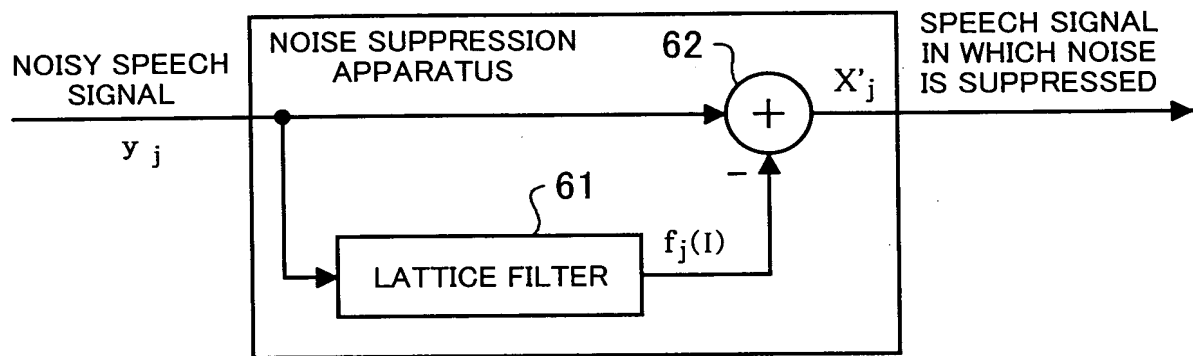 NOISY SPEECH
SIGNAL
y j
NOISE SUPPRESSION
APPARATUS
62
+
-
X'j
SPEECH SIGNAL
IN WHICH NOISE
IS SUPPRESSED
61
LATTICE FILTER
fj(I)